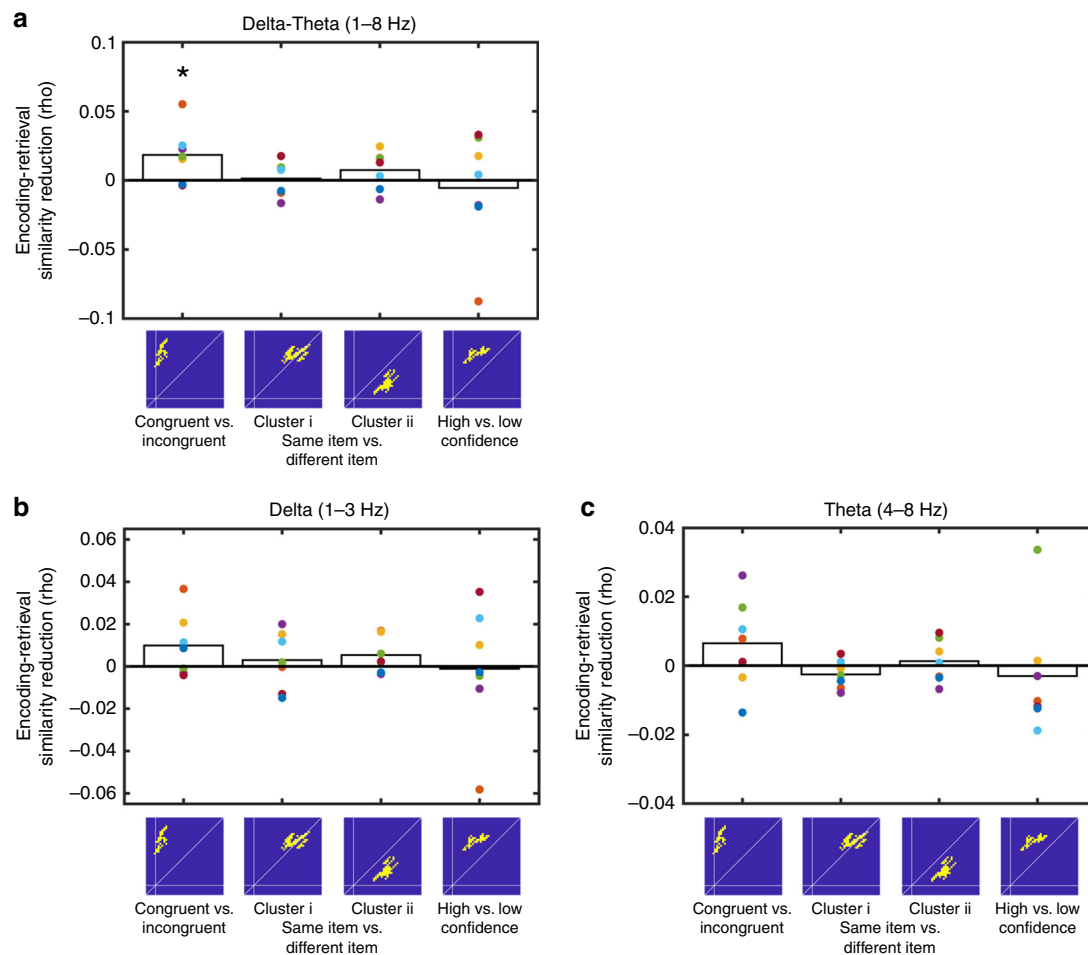 a
Delta-Theta (1–8 Hz)
Encoding-retrieval
similarity reduction (rho)
0.1
0.05
0
–0.05
–0.1
*
Congruent vs.
incongruent
Cluster i
Cluster ii
Same item vs.
different item
High vs. low
confidence
b
Delta (1–3 Hz)
Encoding-retrieval
similarity reduction (rho)
0.06
0.04
0.02
0
–0.02
–0.04
–0.06
Congruent vs.
incongruent
Cluster i
Cluster ii
Same item vs.
different item
High vs. low
confidence
c
Theta (4–8 Hz)
Encoding-retrieval
similarity reduction (rho)
0.04
0.02
0
–0.02
–0.04
Congruent vs.
incongruent
Cluster i
Cluster ii
Same item vs.
different item
High vs. low
confidence